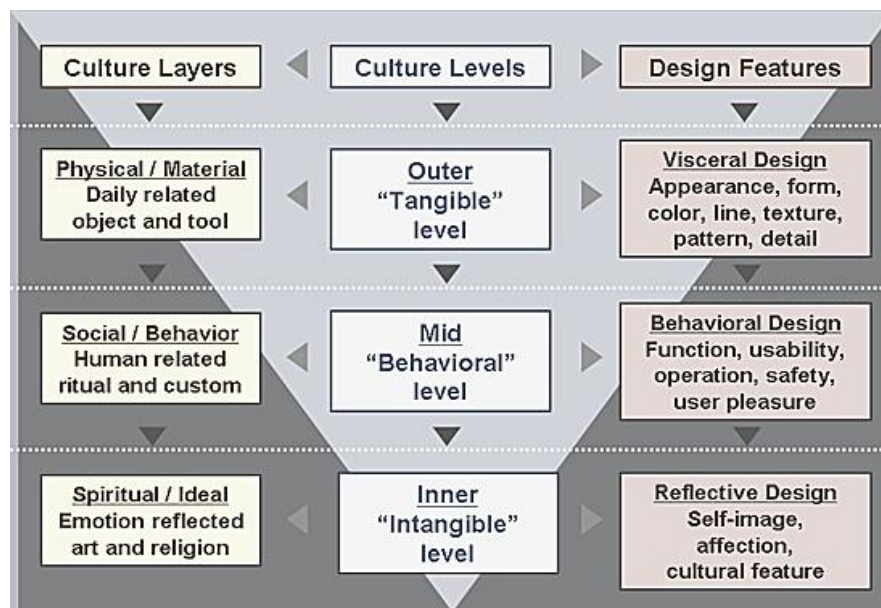 Culture Layers
Culture Levels
Design Features
Physical / Material
Daily related
object and tool
Outer
“Tangible”
level
Visceral Design
Appearance, form,
color, line, texture,
pattern, detail
Social / Behavior
Human related
ritual and custom
Mid
“Behavioral”
level
Behavioral Design
Function, usability,
operation, safety,
user pleasure
Spiritual / Ideal
Emotion reflected
art and religion
Inner
“Intangible”
level
Reflective Design
Self-image,
affection,
cultural feature